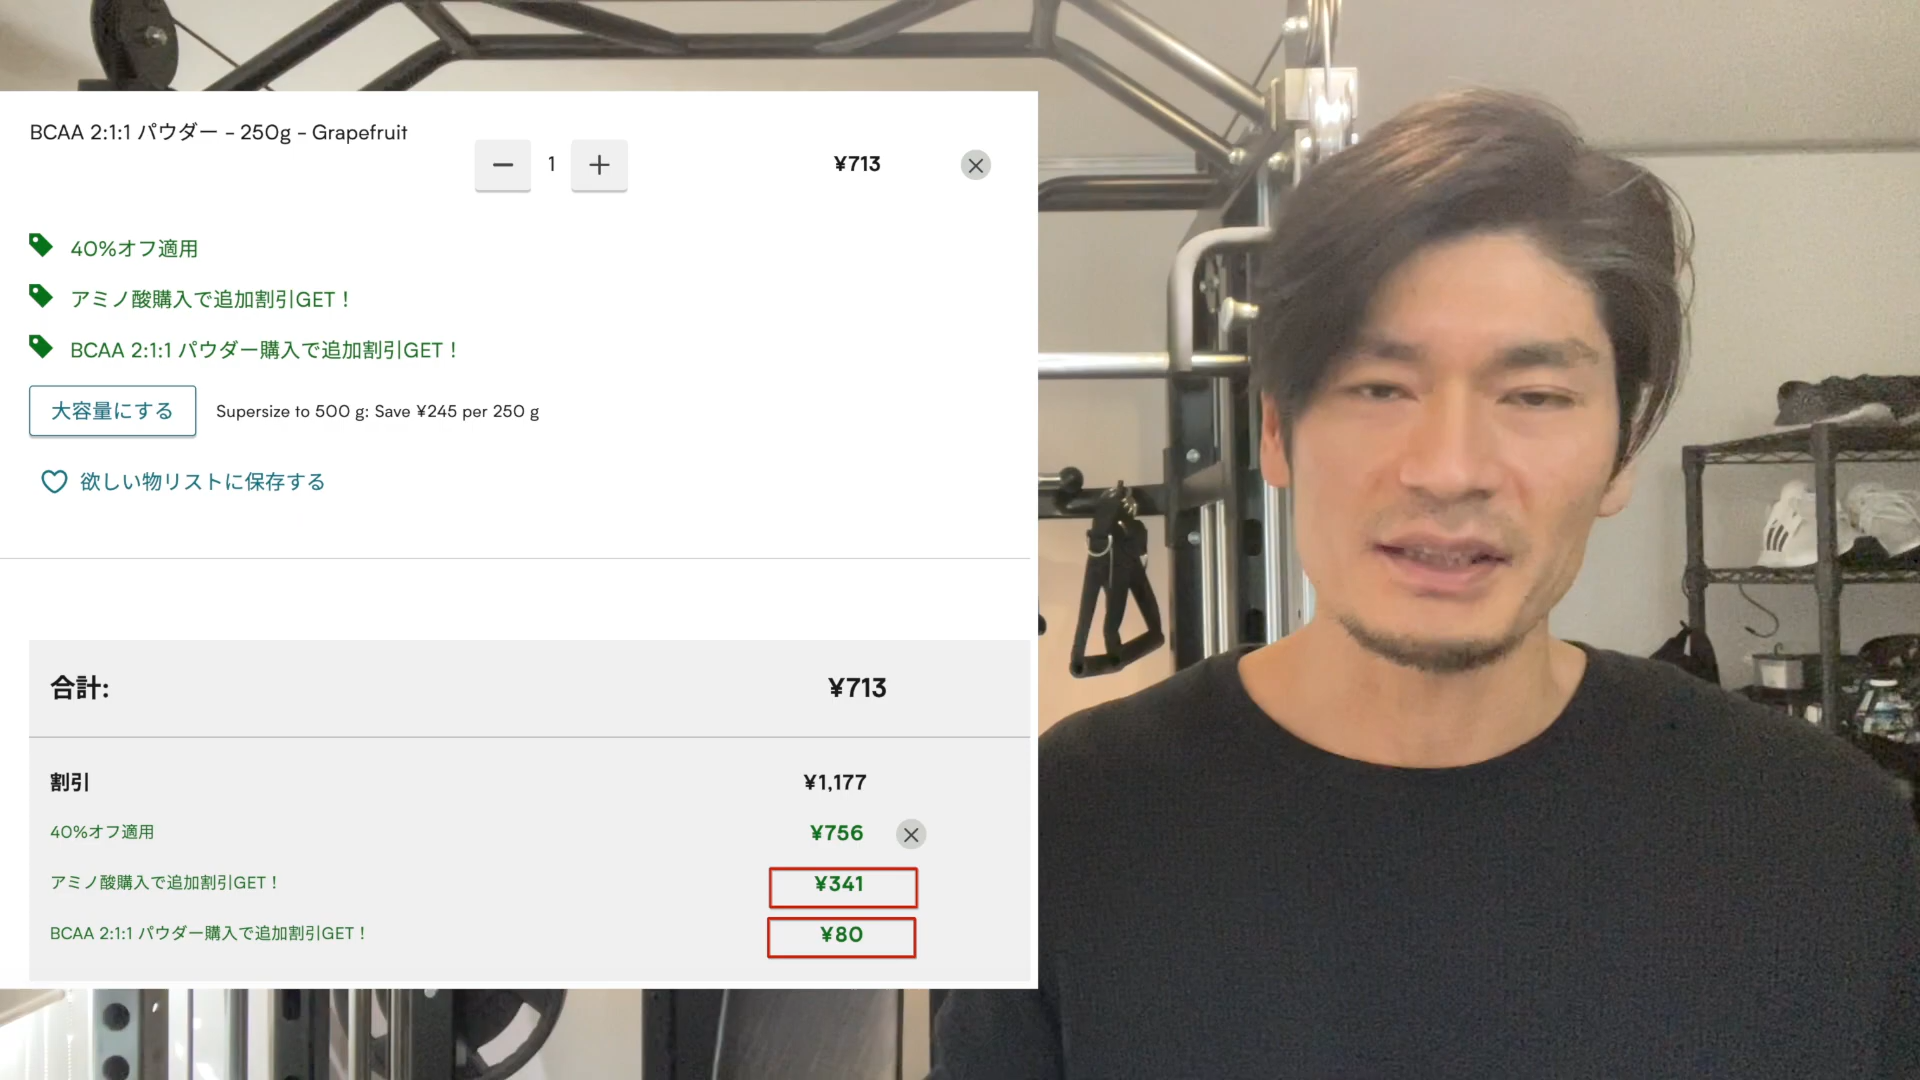 BCAA 2:1:1 パウダー - 250g - Grapefruit
1
¥713
40%オフ適用
アミノ酸購入で追加割引GET！
BCAA 2:1:1 パウダー購入で追加割引GET！
大容量にする
Supersize to 500 g: Save ¥245 per 250 g
欲しい物リストに保存する
合計:
¥713
割引
¥1,177
40%オフ適用
¥756
アミノ酸購入で追加割引GET！
¥341
BCAA 2:1:1 パウダー購入で追加割引GET！
¥80